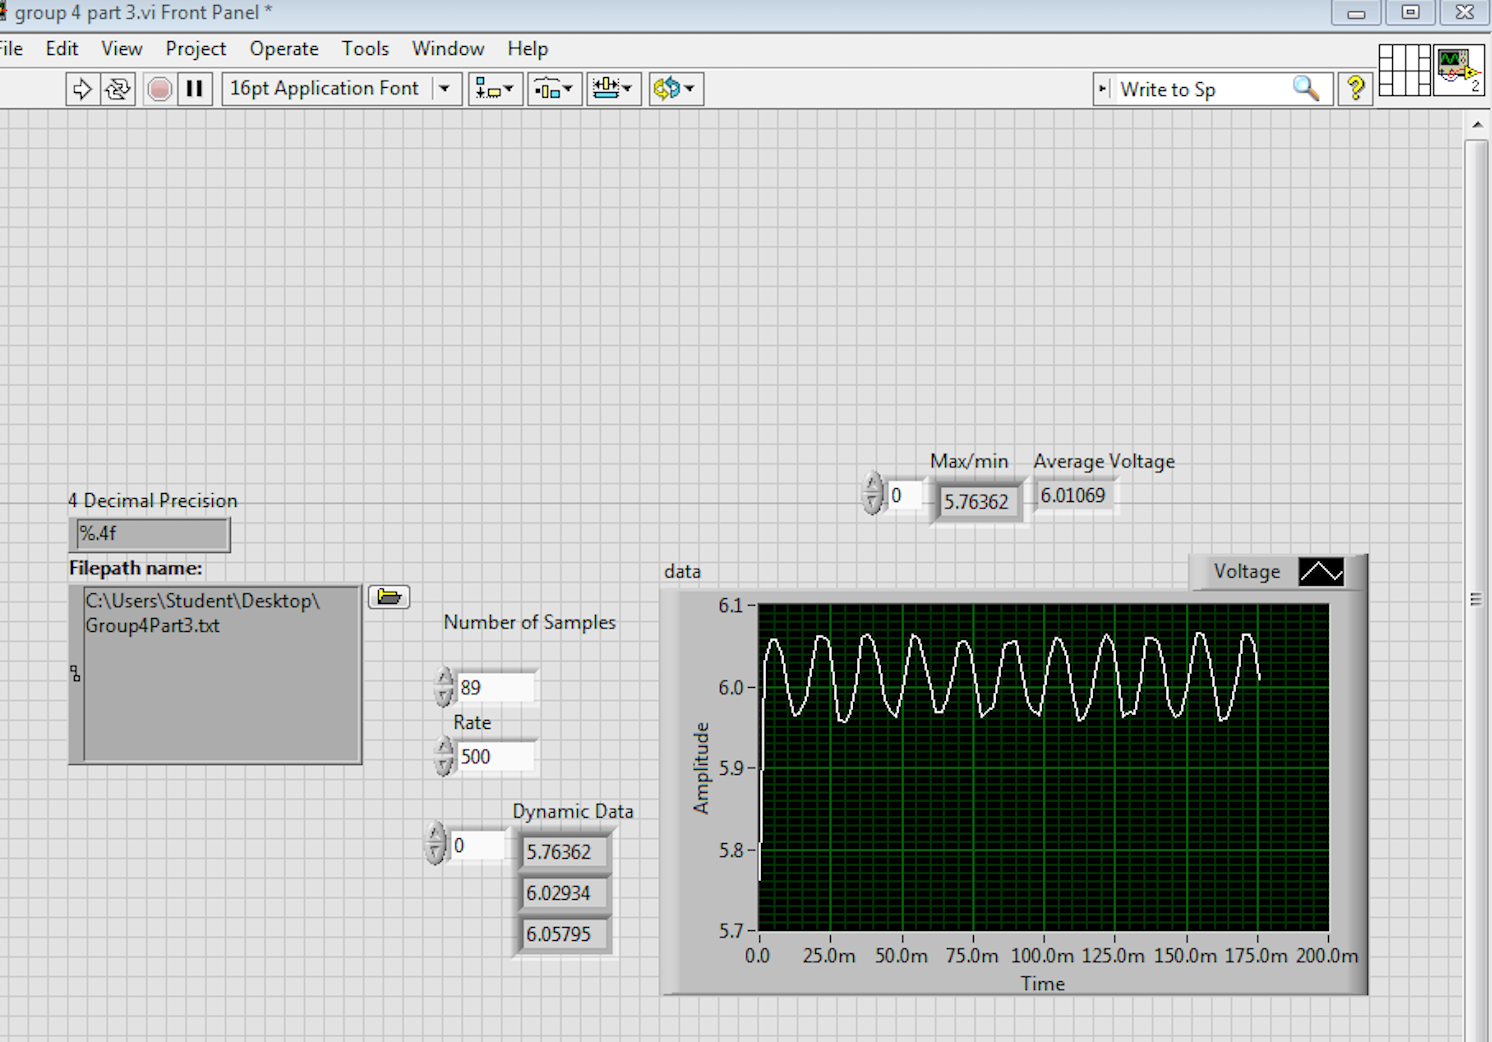 group 4 part 3.vi Front Panel *
File Edit View Project Operate Tools Window Help
16pt Application Font
Write to Sp
?
2
Max/min Average Voltage
0 5.76362 6.01069
4 Decimal Precision
%.4f
Filepath name:
C:\Users\Student\Desktop\
Group4Part3.txt
Number of Samples
89
Rate
500
Dynamic Data
0 5.76362
6.02934
6.05795
data
Voltage
6.1
6.0
5.9
5.8
5.7
Amplitude
0.0 25.0m 50.0m 75.0m 100.0m 125.0m 150.0m 175.0m 200.0m
Time